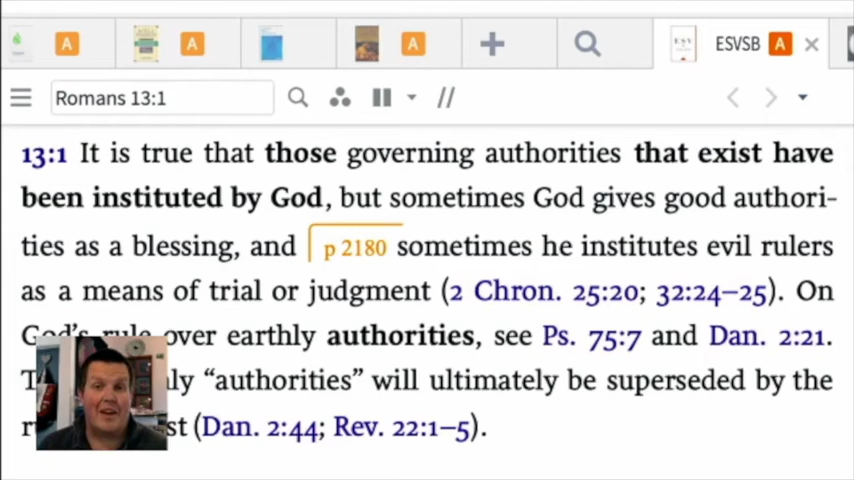 A
A
A
ESV
ESVSB A
Romans 13:1
13:1 It is true that those governing authorities that exist have
been instituted by God, but sometimes God gives good authori-
ties as a blessing, and p 2180 sometimes he institutes evil rulers
as a means of trial or judgment (2 Chron. 25:20; 32:24–25). On
God's rule over earthly authorities, see Ps. 75:7 and Dan. 2:21.
“authorities” will ultimately be superseded by the
(Dan. 2:44; Rev. 22:1–5).